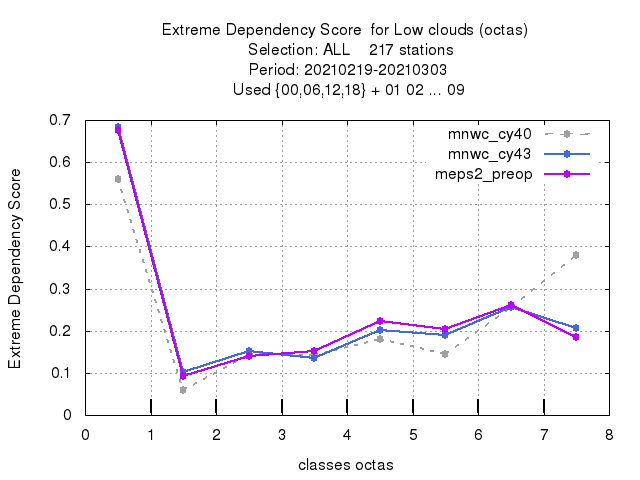 Extreme Dependency Score  for Low clouds (octas)
Selection: ALL    217 stations
Period: 20210219-20210303
Used {00,06,12,18} + 01 02 ... 09
mnwc_cy40
mnwc_cy43
meps2_preop
Extreme Dependency Score
0.7
0.6
0.5
0.4
0.3
0.2
0.1
0
0 1 2 3 4 5 6 7 8
classes octas